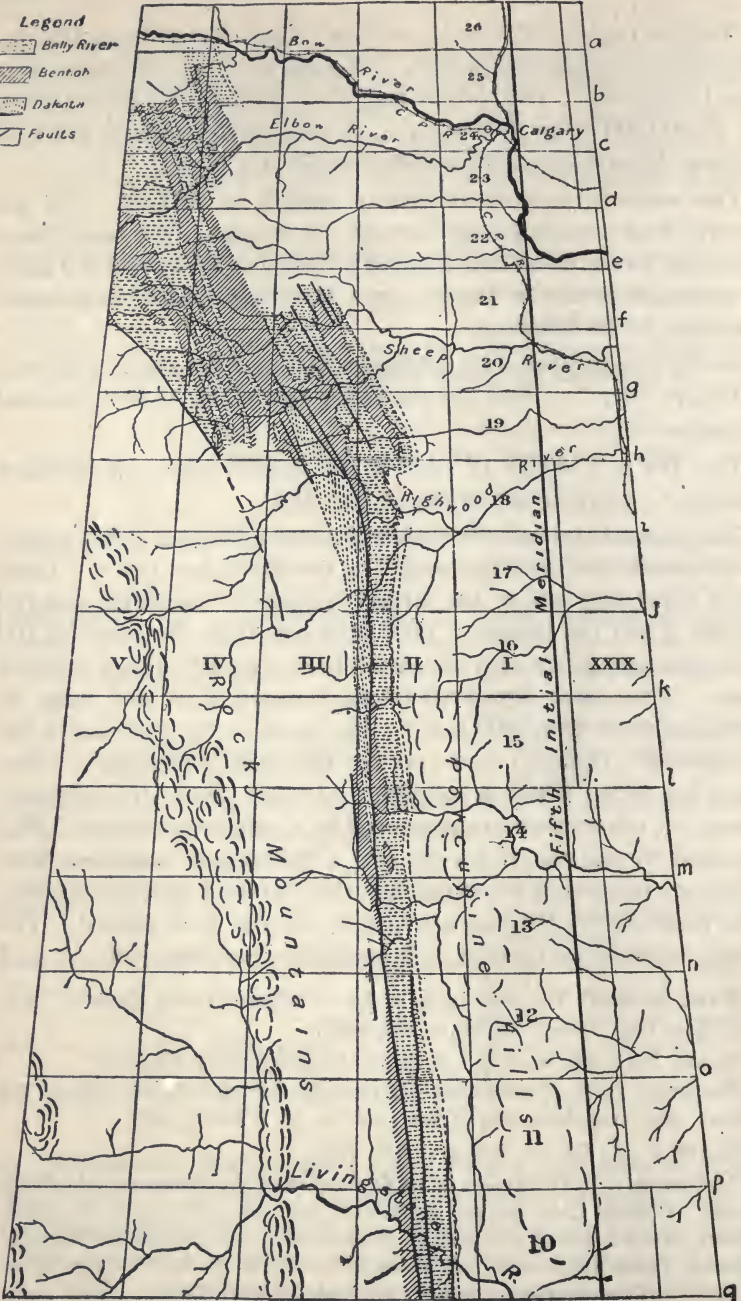 Legend
Belly River
Benton
Dakota
Faults
26
a
Bow River
25
b
C P R
24
Calgary
Elbow River
c
23
d
C P R
22
e
21
f
Sheep River
20
g
19
h
Highwood River
18
i
17
j
16
V IV III II I XXIX
k
Rocky Mountains
15
Fifth Initial Meridian
l
14
Porcupine Hills
m
13
n
12
o
11
Livingstone R.
p
10
q